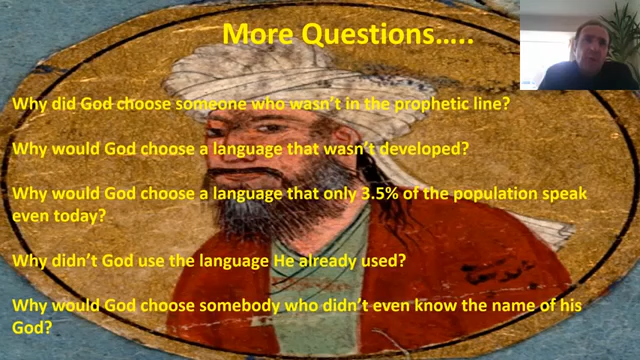 More Questions…..
Why did God choose someone who wasn't in the prophetic line?
Why would God choose a language that wasn't developed?
Why would God choose a language that only 3.5% of the population speak
even today?
Why didn't God use the language He already used?
Why would God choose somebody who didn't even know the name of his
God?